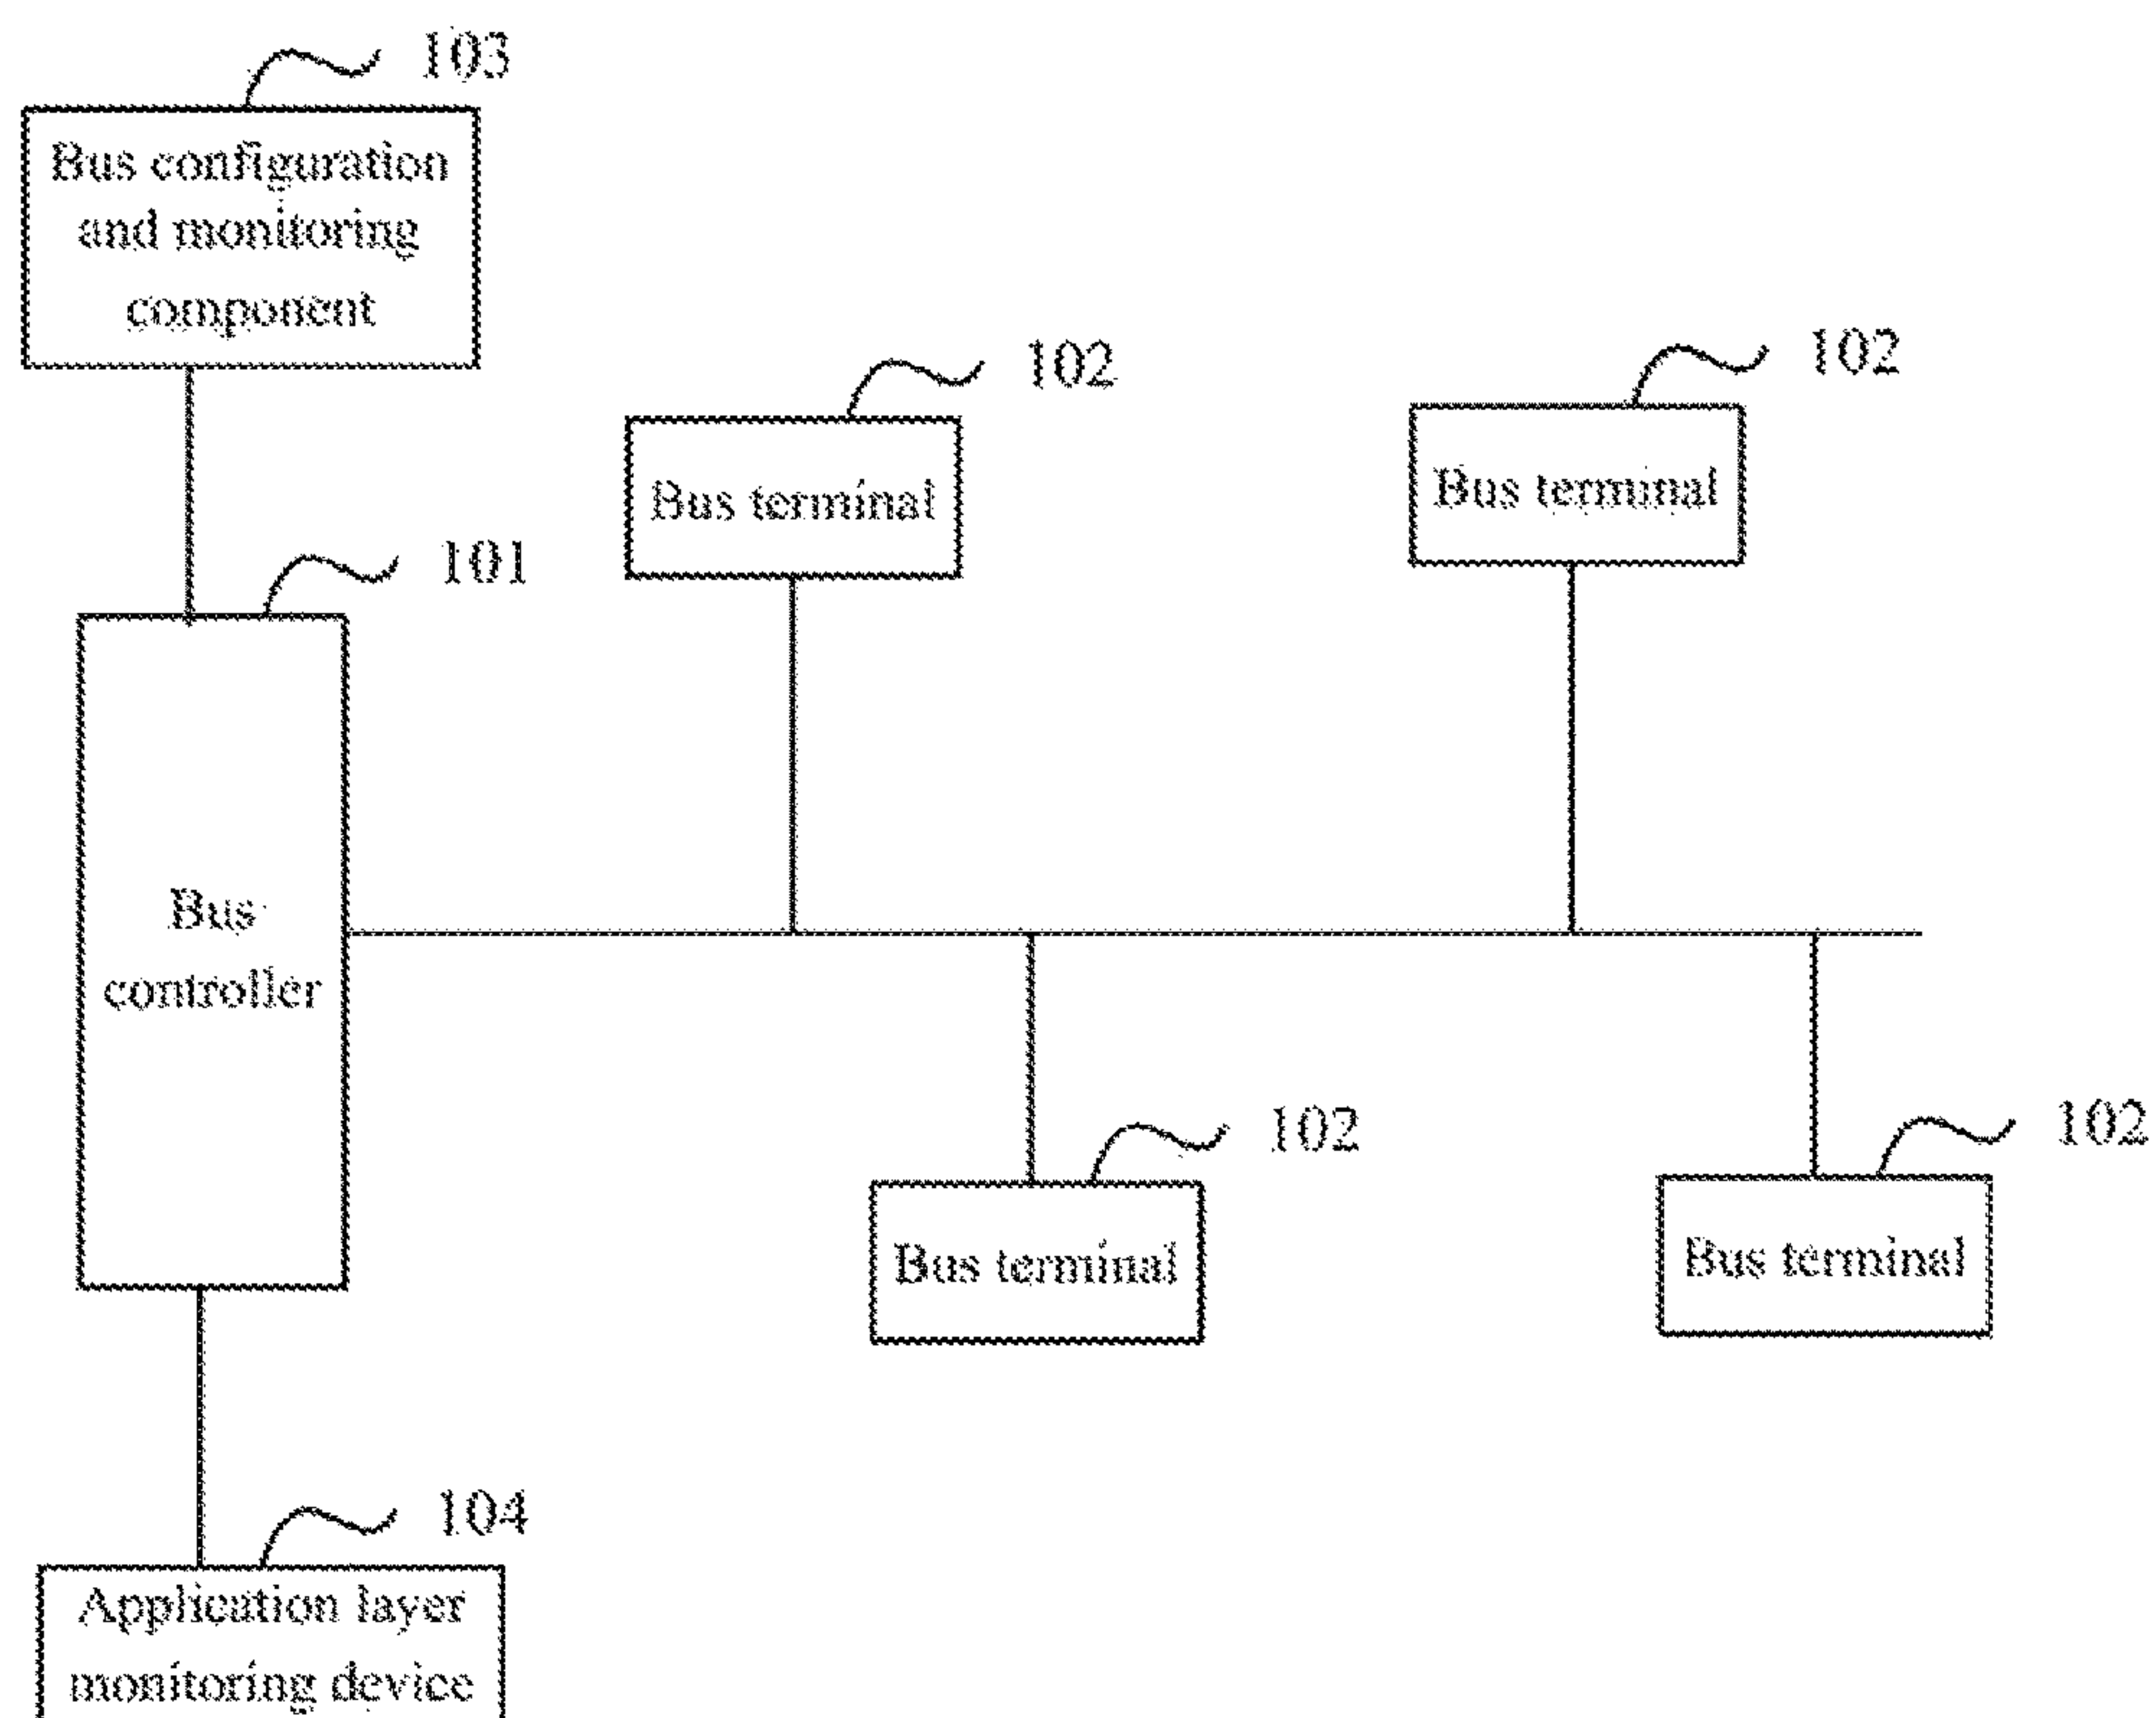 103
Bus configuration
and monitoring
component
102
102
Bus terminal
Bus terminal
101
Bus
controller
102
102
Bus terminal
Bus terminal
104
Application layer
monitoring device